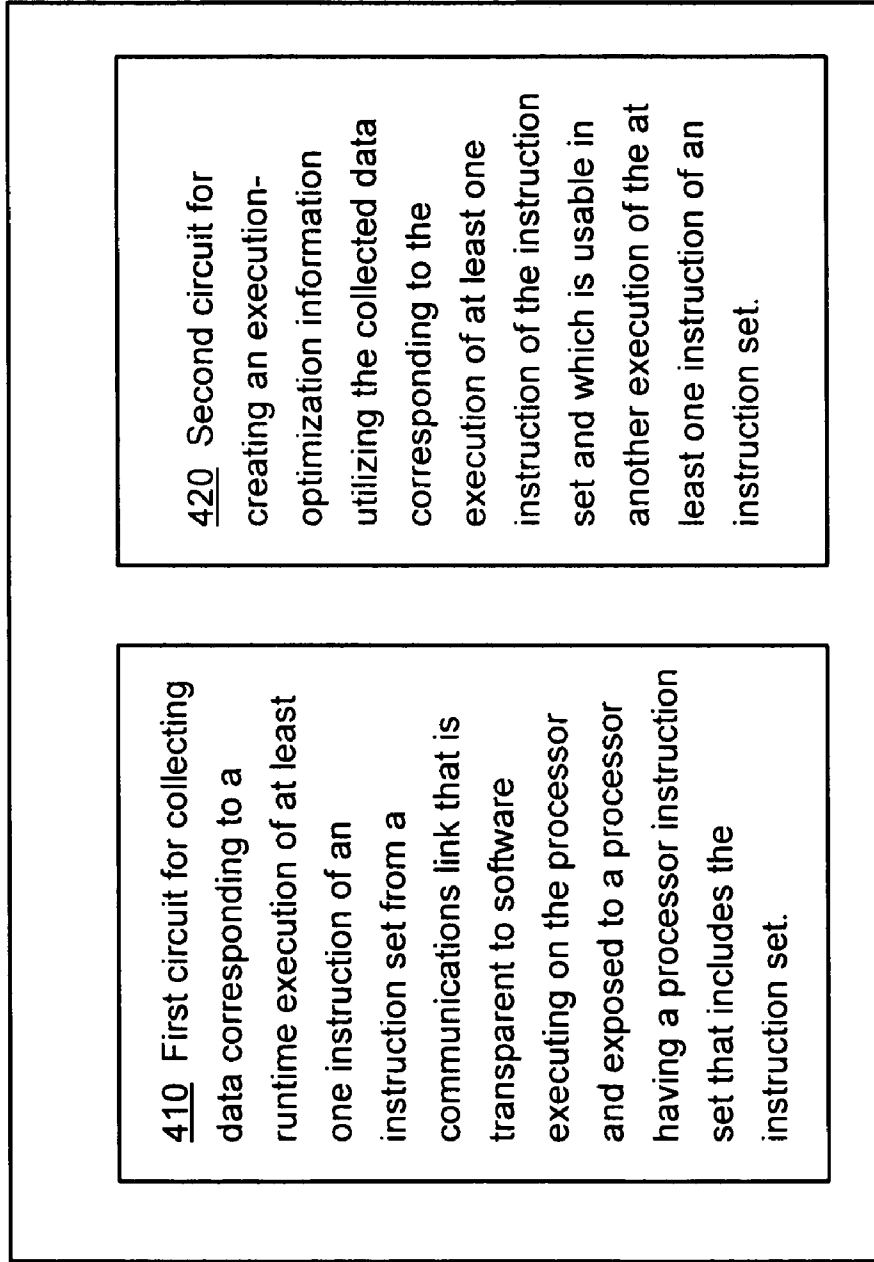 410 First circuit for collecting
data corresponding to a
runtime execution of at least
one instruction of an
instruction set from a
communications link that is
transparent to software
executing on the processor
and exposed to a processor
having a processor instruction
set that includes the
instruction set.
420 Second circuit for
creating an execution-
optimization information
utilizing the collected data
corresponding to the
execution of at least one
instruction of the instruction
set and which is usable in
another execution of the at
least one instruction of an
instruction set.